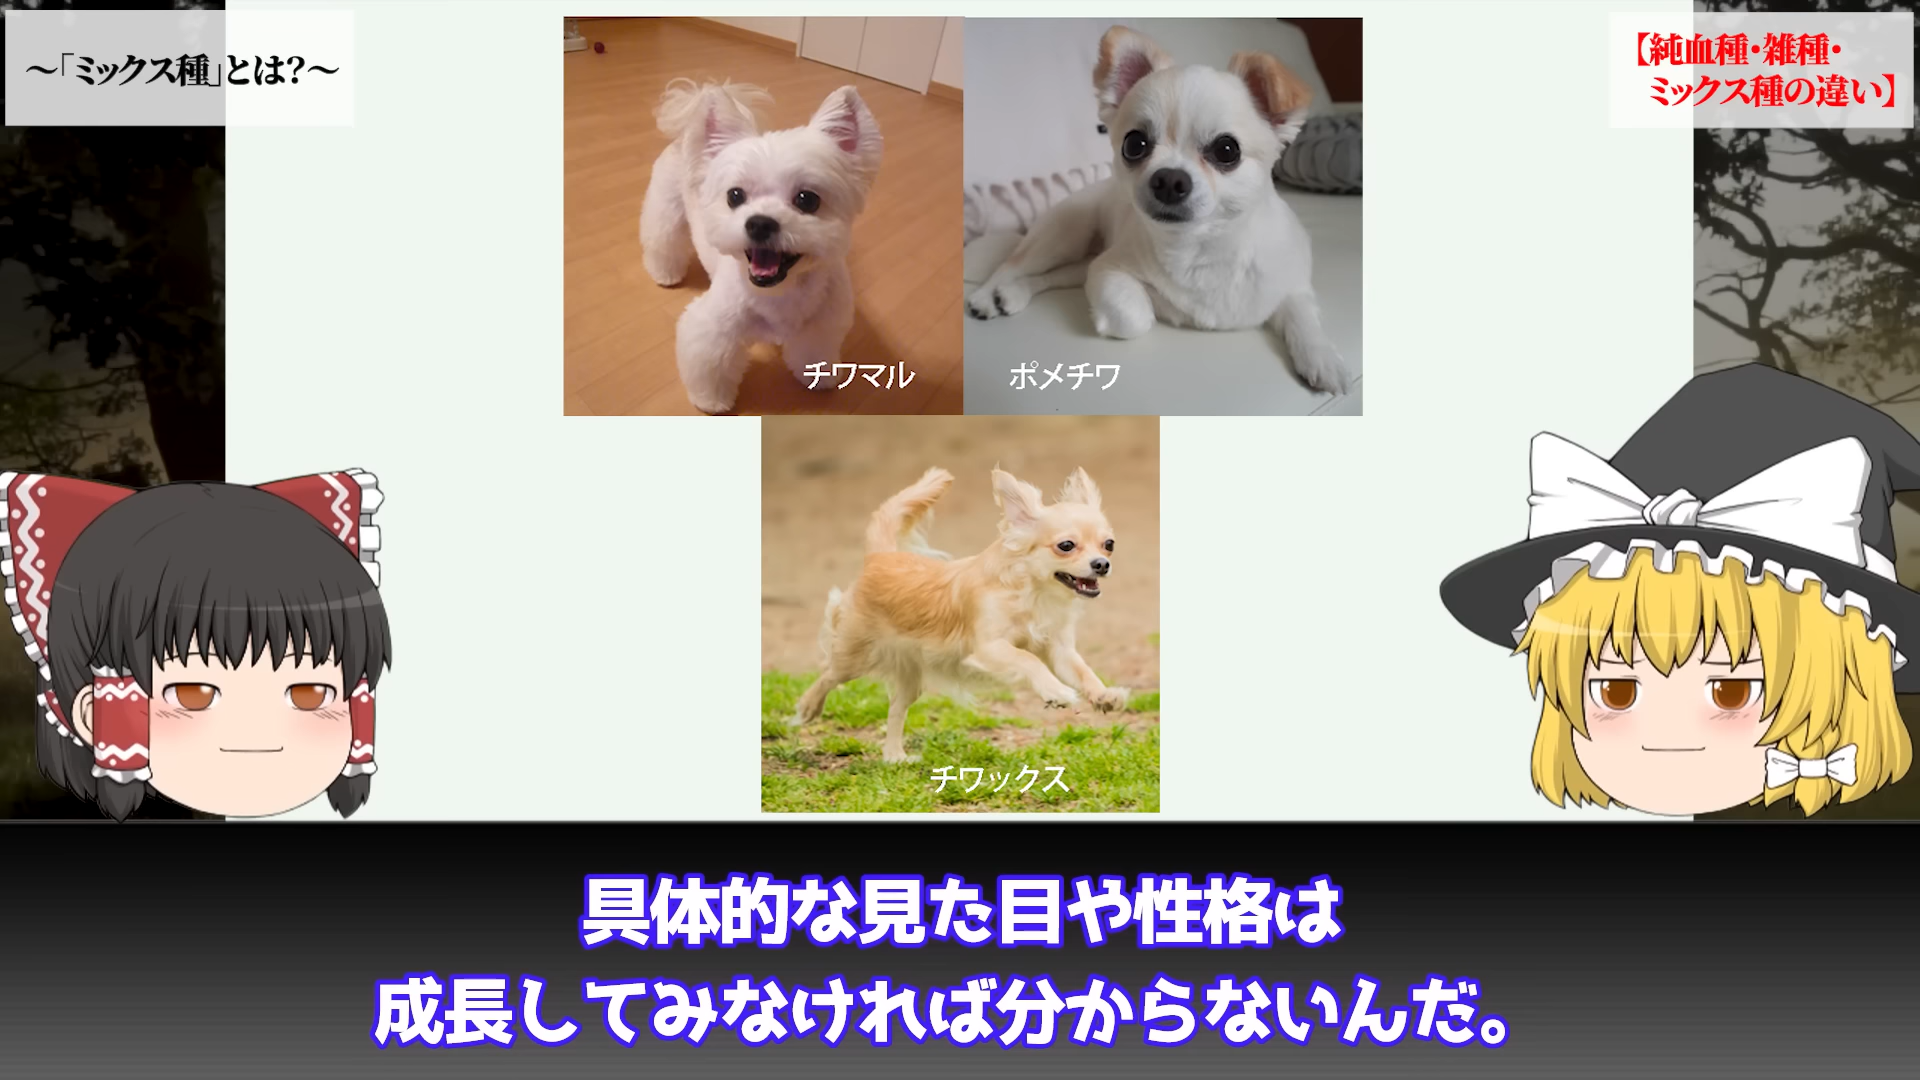 ～「ミックス種」とは？～
【純血種・雑種・
ミックス種の違い】
チワマル
ポメチワ
チワックス
具体的な見た目や性格は
成長してみなければ分からないんだ。